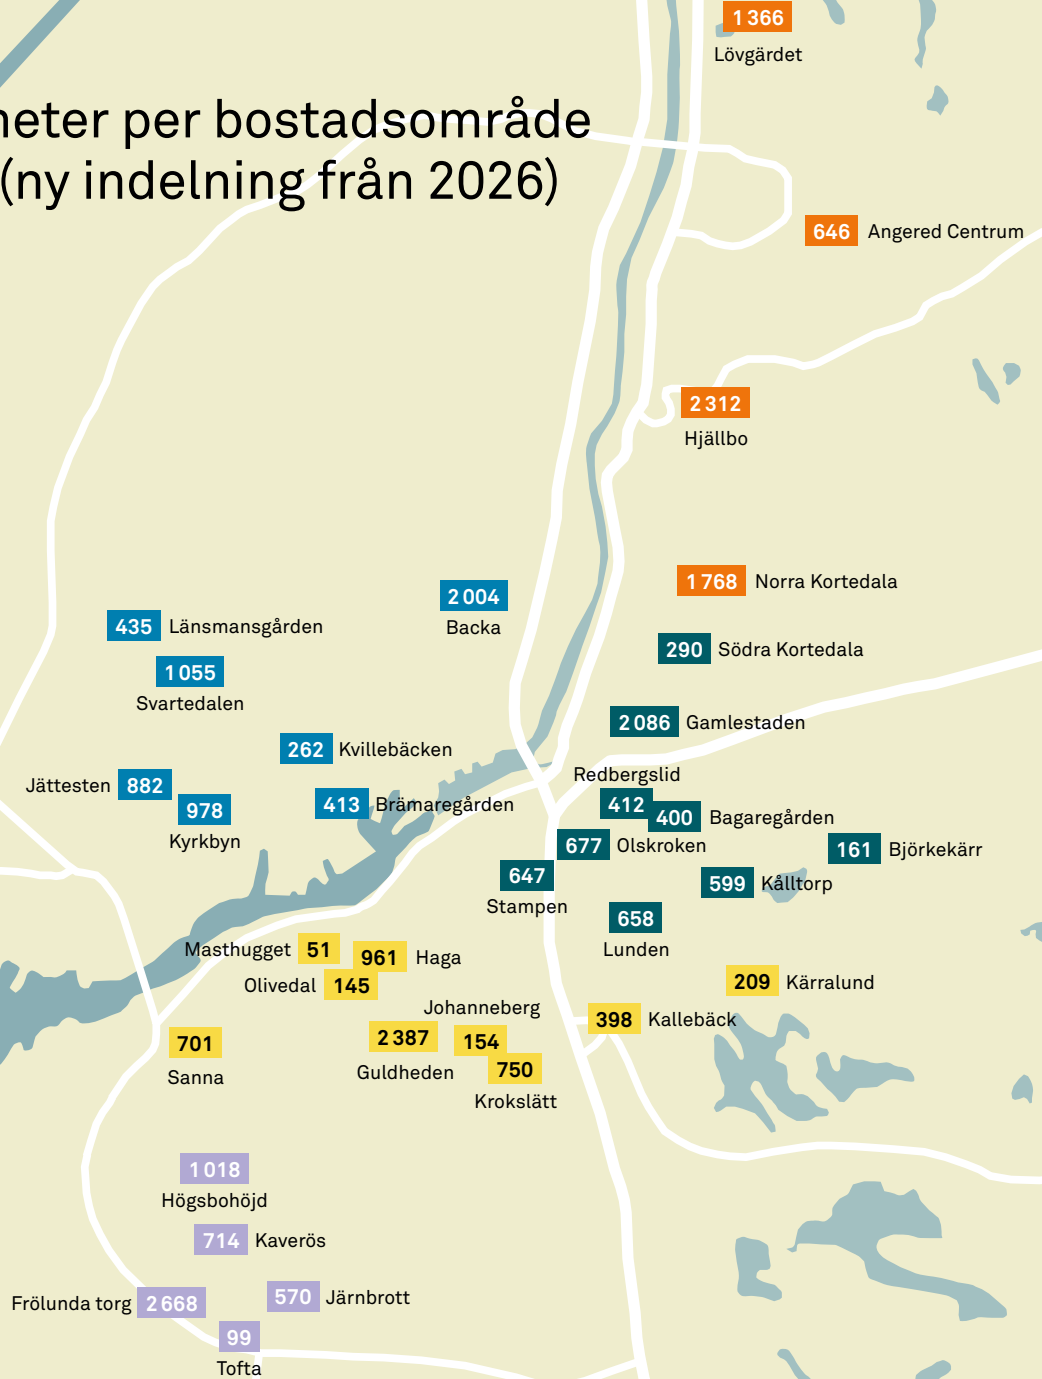 1 366
Lövgärdet
heter per bostadsområde
(ny indelning från 2026)
646 Angered Centrum
2 312
Hjällbo
1 768 Norra Kortedala
2 004
Backa
435 Länsmansgården
290 Södra Kortedala
1 055
Svartedalen
2 086 Gamlestaden
262 Kvillebäcken
Redbergslid
412
Jättesten 882
978
Kyrkbyn
413 Brämaregården
400 Bagaregården
677 Olskroken
161 Björkekärr
647
Stampen
599 Kålltorp
658
Lunden
Masthugget 51
961 Haga
Olivedal 145
209 Kärralund
Johanneberg
154
398 Kallebäck
701
Sanna
2 387
Guldheden
750
Krokslätt
1 018
Högsbohöjd
714 Kaverös
Frölunda torg 2 668
570 Järnbrott
99
Tofta